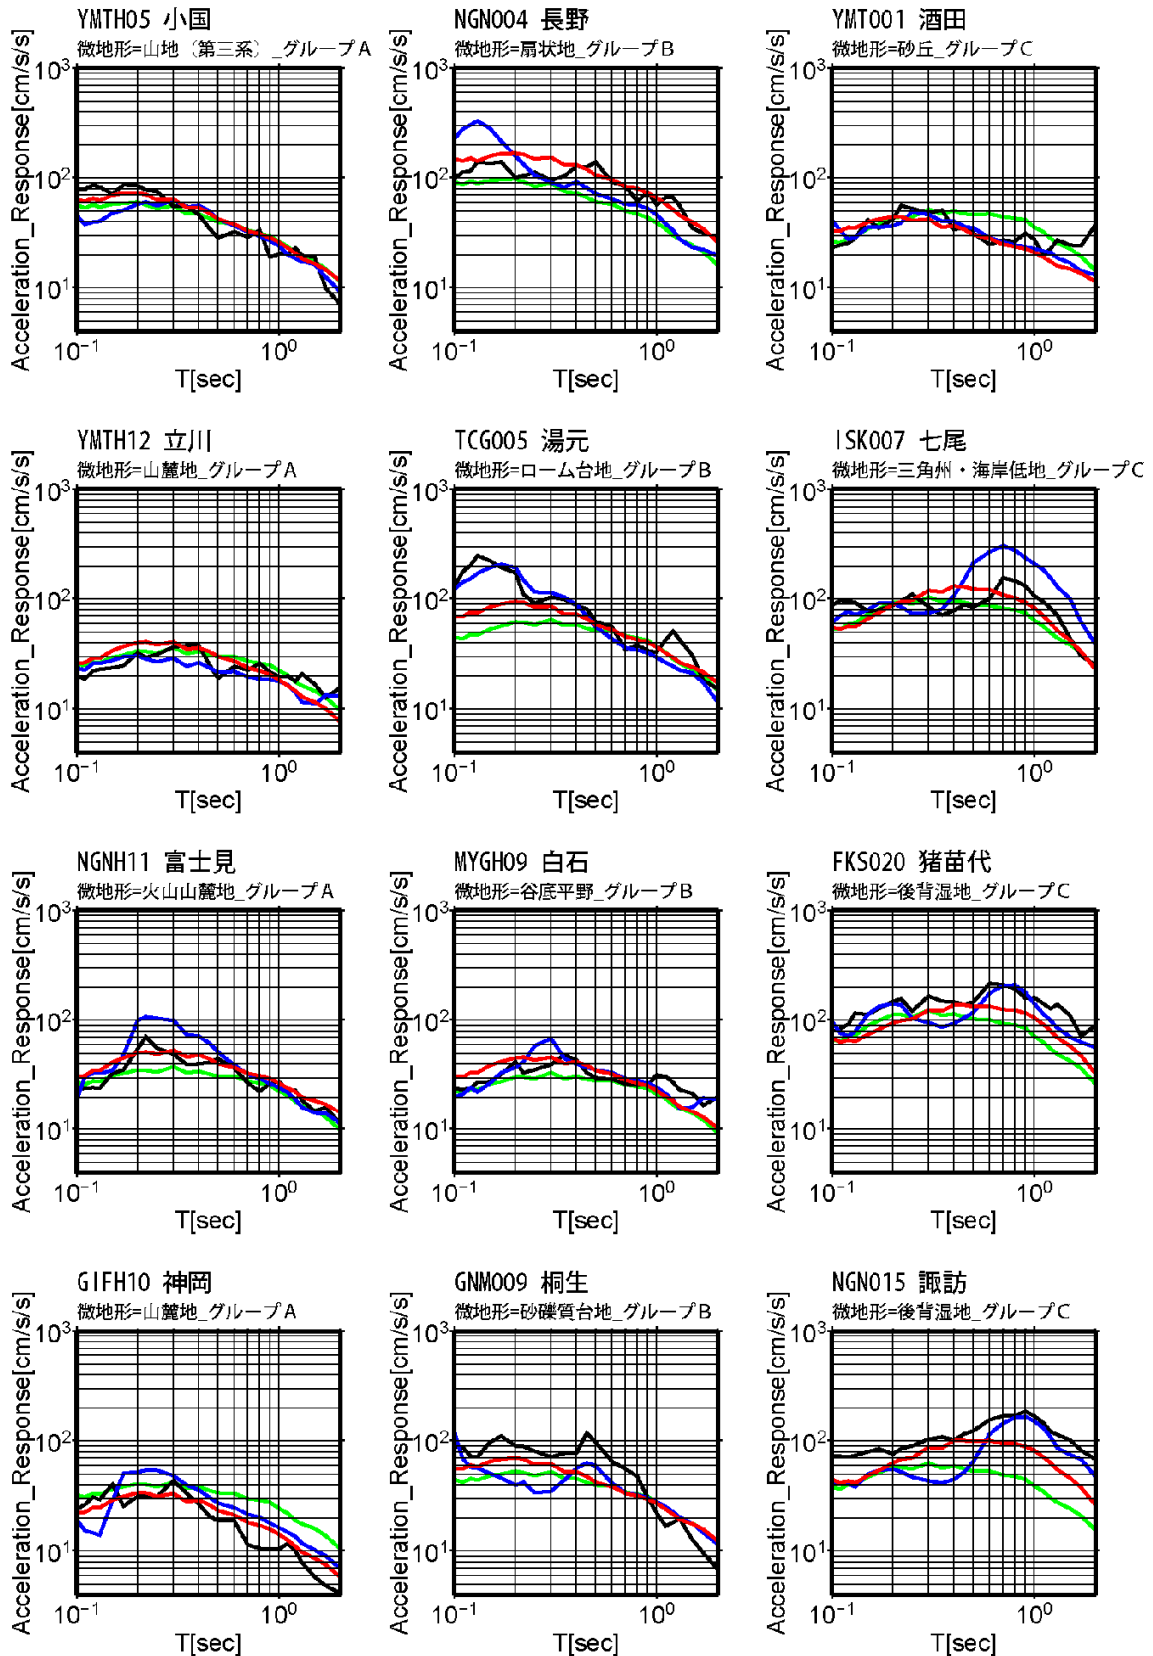 YMTH05 小国
微地形=山地（第三系）_グループA
Acceleration_Response[cm/s/s]
10³
10²
10¹
10⁻¹
10⁰
T[sec]
NGN004 長野
微地形=扇状地_グループB
Acceleration_Response[cm/s/s]
10³
10²
10¹
10⁻¹
10⁰
T[sec]
YMT001 酒田
微地形=砂丘_グループC
Acceleration_Response[cm/s/s]
10³
10²
10¹
10⁻¹
10⁰
T[sec]
YMTH12 立川
微地形=山麓地_グループA
Acceleration_Response[cm/s/s]
10³
10²
10¹
10⁻¹
10⁰
T[sec]
TCG005 湯元
微地形=ローム台地_グループB
Acceleration_Response[cm/s/s]
10³
10²
10¹
10⁻¹
10⁰
T[sec]
ISK007 七尾
微地形=三角州・海岸低地_グループC
Acceleration_Response[cm/s/s]
10³
10²
10¹
10⁻¹
10⁰
T[sec]
NGNH11 富士見
微地形=火山山麓地_グループA
Acceleration_Response[cm/s/s]
10³
10²
10¹
10⁻¹
10⁰
T[sec]
MYGH09 白石
微地形=谷底平野_グループB
Acceleration_Response[cm/s/s]
10³
10²
10¹
10⁻¹
10⁰
T[sec]
FKS020 猪苗代
微地形=後背湿地_グループC
Acceleration_Response[cm/s/s]
10³
10²
10¹
10⁻¹
10⁰
T[sec]
GIFH10 神岡
微地形=山麓地_グループA
Acceleration_Response[cm/s/s]
10³
10²
10¹
10⁻¹
10⁰
T[sec]
GNM009 桐生
微地形=砂礫質台地_グループB
Acceleration_Response[cm/s/s]
10³
10²
10¹
10⁻¹
10⁰
T[sec]
NGN015 諏訪
微地形=後背湿地_グループC
Acceleration_Response[cm/s/s]
10³
10²
10¹
10⁻¹
10⁰
T[sec]